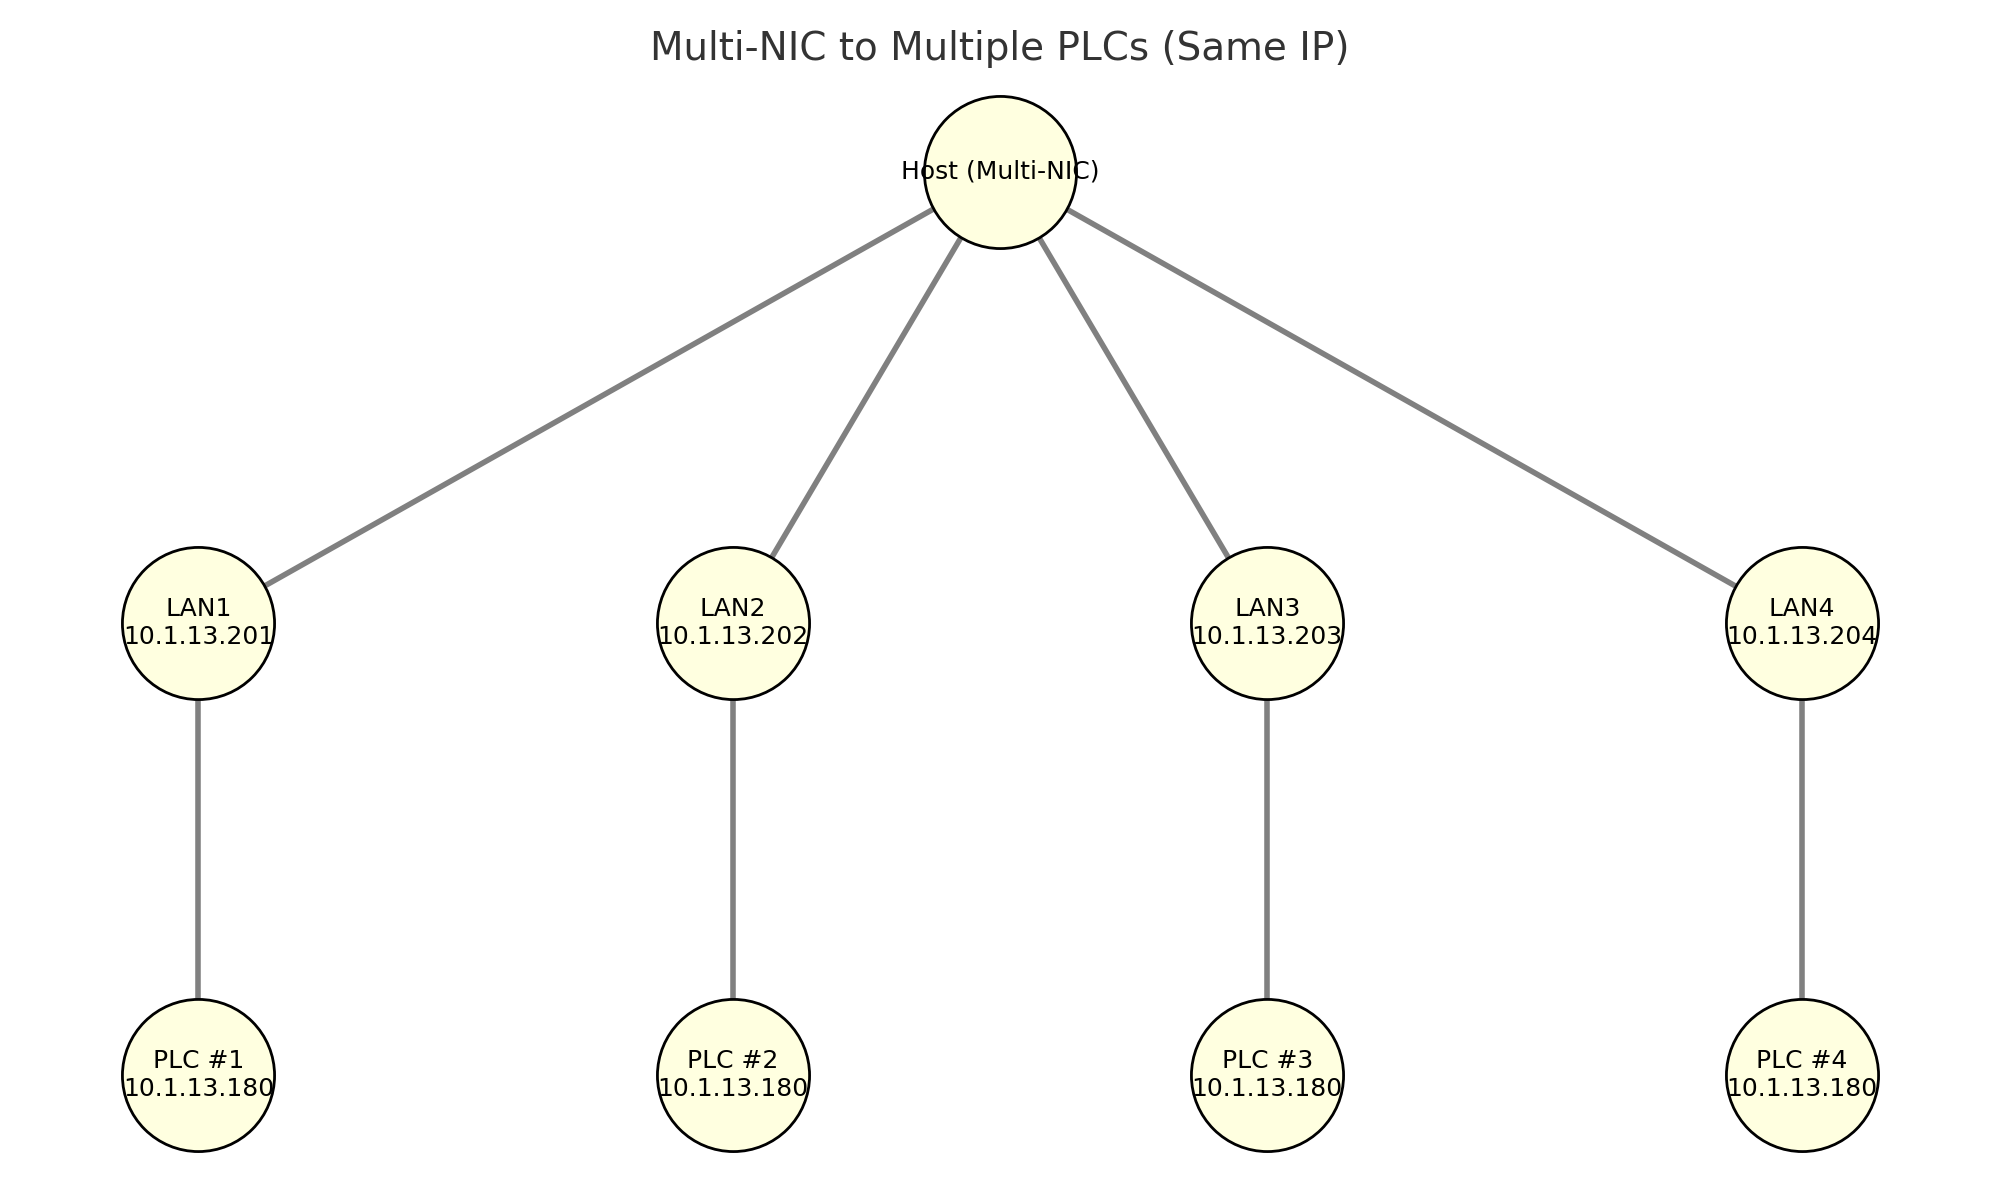 Multi-NIC to Multiple PLCs (Same IP)
Host (Multi-NIC)
LAN1
10.1.13.201
LAN2
10.1.13.202
LAN3
10.1.13.203
LAN4
10.1.13.204
PLC #1
10.1.13.180
PLC #2
10.1.13.180
PLC #3
10.1.13.180
PLC #4
10.1.13.180